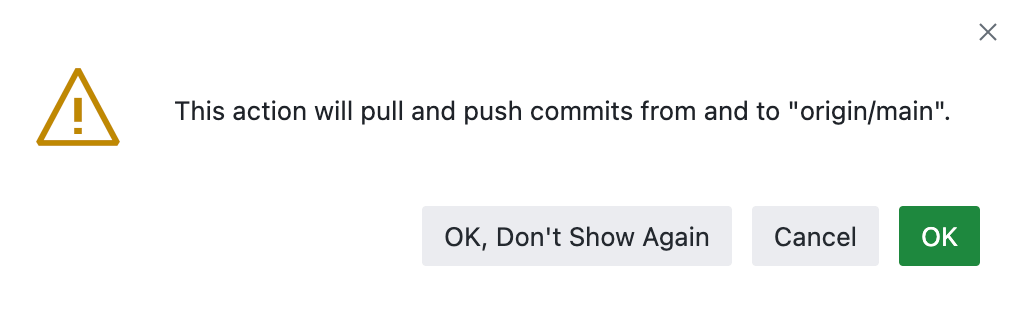 This action will pull and push commits from and to "origin/main".
OK, Don't Show Again
Cancel
OK